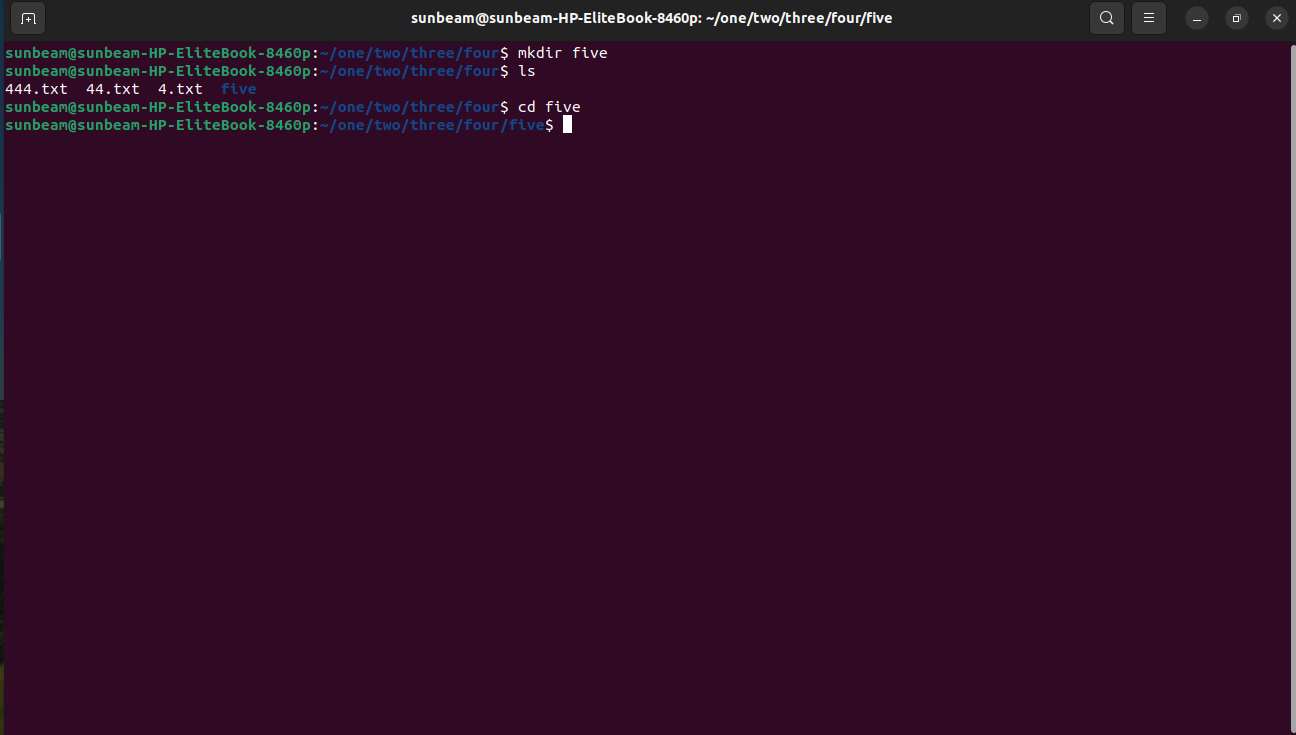 sunbeam@sunbeam-HP-EliteBook-8460p: ~/one/two/three/four/five
sunbeam@sunbeam-HP-EliteBook-8460p:~/one/two/three/four$ mkdir five
sunbeam@sunbeam-HP-EliteBook-8460p:~/one/two/three/four$ ls
444.txt  44.txt  4.txt  five
sunbeam@sunbeam-HP-EliteBook-8460p:~/one/two/three/four$ cd five
sunbeam@sunbeam-HP-EliteBook-8460p:~/one/two/three/four/five$